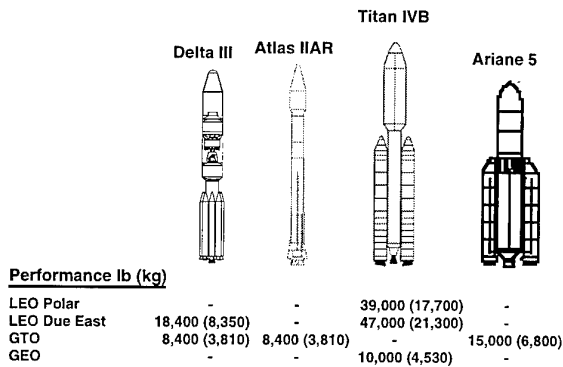 Titan IVB
Delta III Atlas IIAR Ariane 5
Performance lb (kg)
LEO Polar - - 39,000 (17,700) -
LEO Due East 18,400 (8,350) - 47,000 (21,300) -
GTO 8,400 (3,810) 8,400 (3,810) - 15,000 (6,800)
GEO - - 10,000 (4,530) -